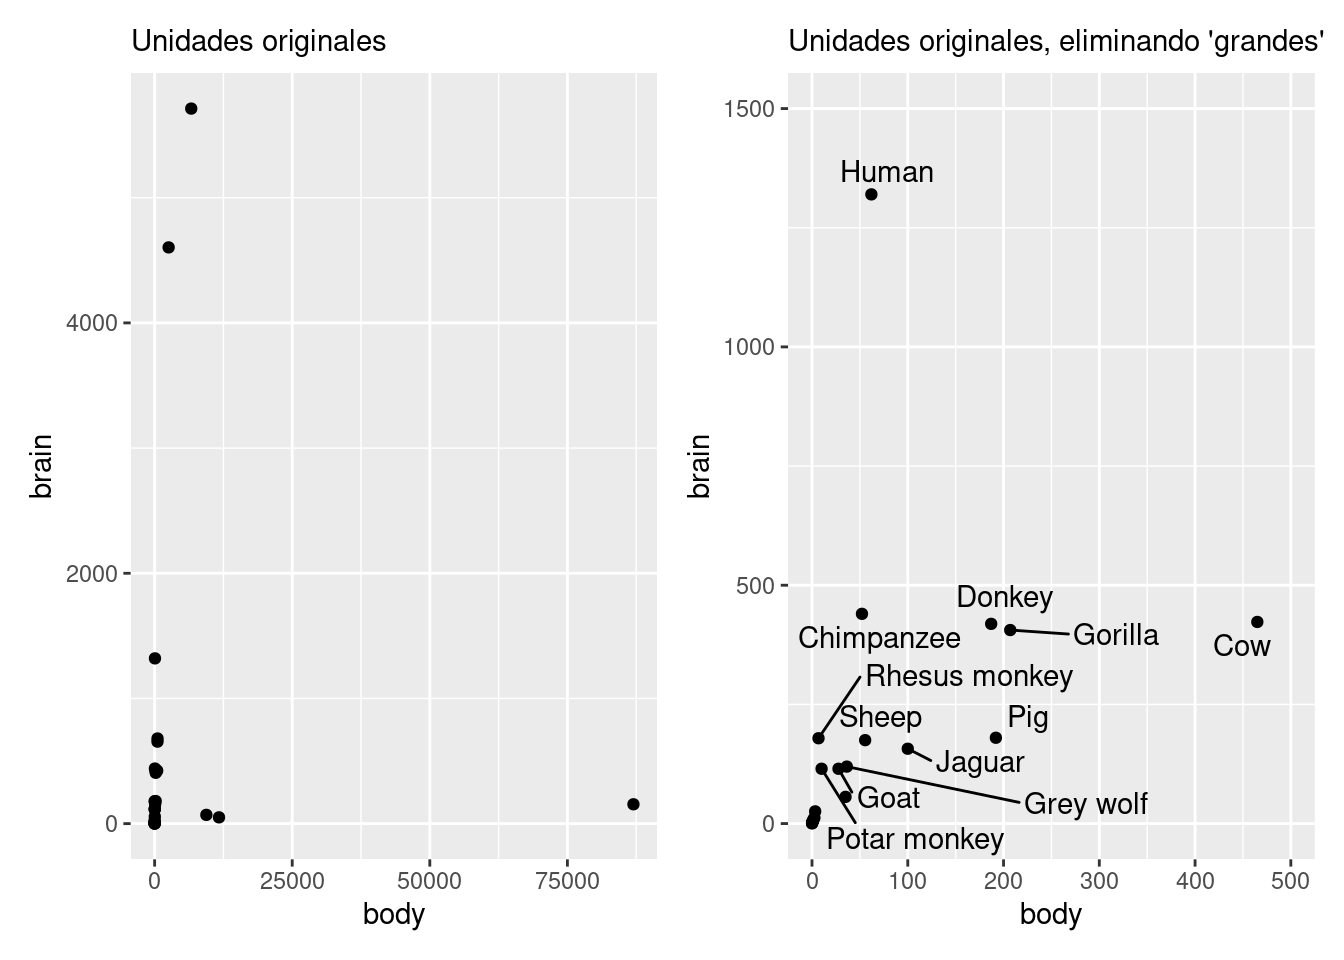 Unidades originales
brain
4000
2000
0
0
25000
50000
75000
body
Unidades originales, eliminando 'grandes'
brain
1500
1000
500
0
Human
Donkey
Chimpanzee
Gorilla
Cow
Rhesus monkey
Sheep
Pig
Jaguar
Goat
Grey wolf
Potar monkey
0
100
200
300
400
500
body